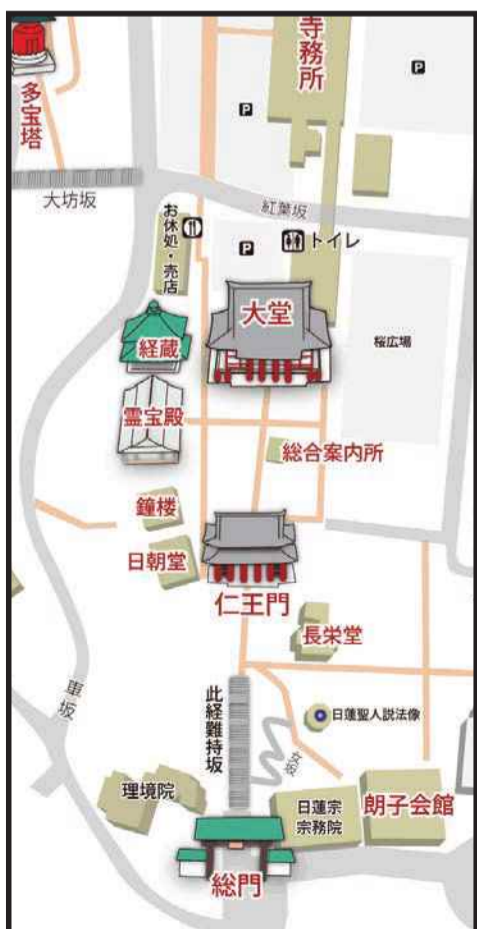 寺務所
P
多宝塔
P
大坊坂
紅葉坂
お休処・売店
P
トイレ
大堂
経蔵
桜広場
霊宝殿
総合案内所
鐘楼
日朝堂
仁王門
長栄堂
此経難持坂
車坂
日蓮聖人説法像
女坂
理境院
日蓮宗
宗務院
朗子会館
総門